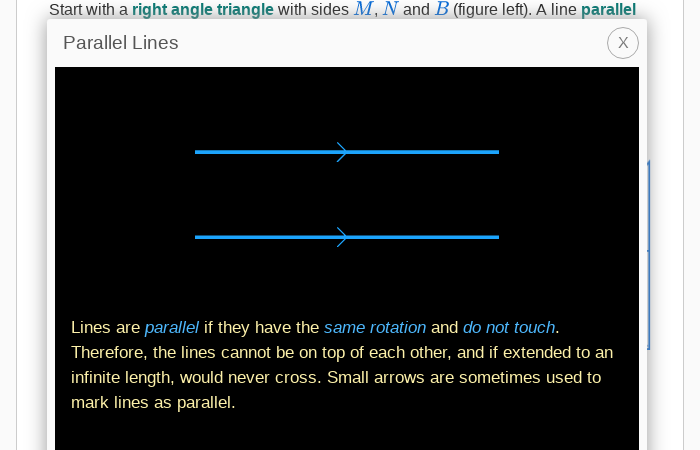 Start with a right angle triangle with sides M, N and B (figure left). A line parallel
Parallel Lines
X
Lines are parallel if they have the same rotation and do not touch.
Therefore, the lines cannot be on top of each other, and if extended to an
infinite length, would never cross. Small arrows are sometimes used to
mark lines as parallel.